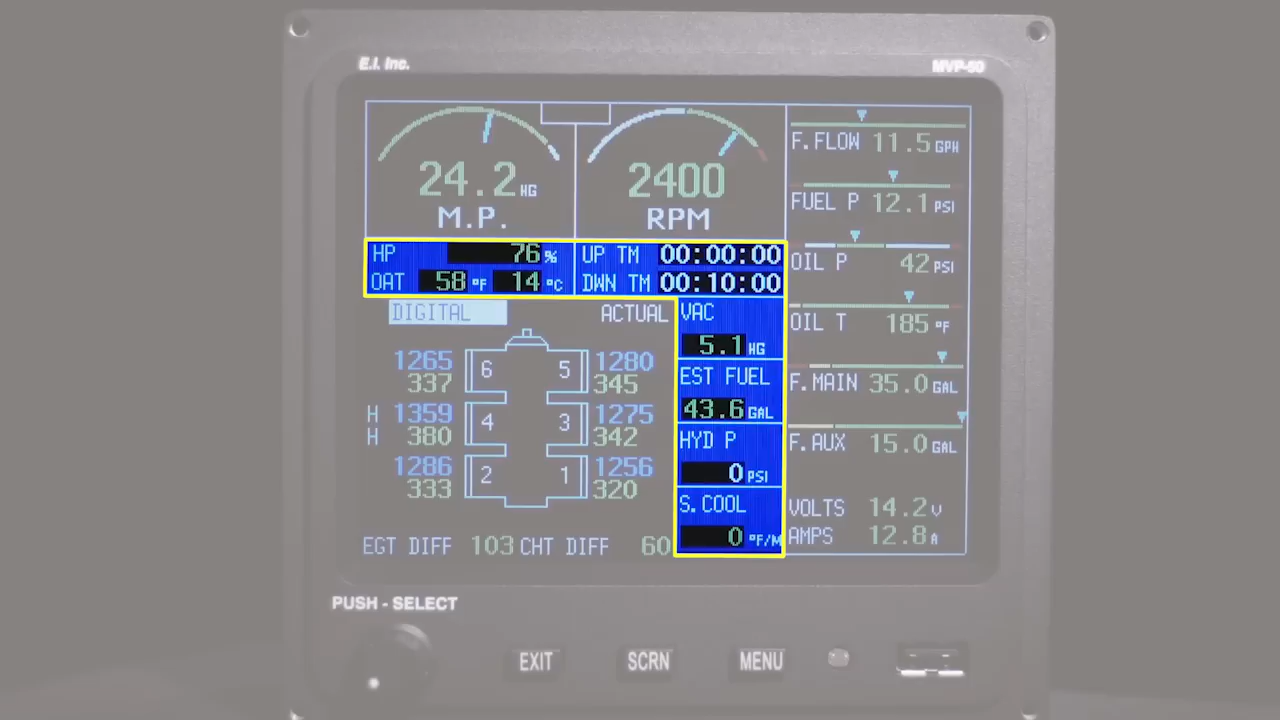 E.I. Inc.
MVP-50
24.2 HG
M.P.
2400
RPM
HP 76 %
OAT 58 °F 14 °C
UP TM 00:00:00
DWN TM 00:10:00
F.FLOW 11.5 GPH
FUEL P 12.1 PSI
OIL P 42 PSI
OIL T 185 °F
F.MAIN 35.0 GAL
F.AUX 15.0 GAL
VOLTS 14.2 V
AMPS 12.8 A
DIGITAL
ACTUAL
1265 6 5 1280
337 345
H 1359 4 3 1275
H 380 342
1286 2 1 1256
333 320
EGT DIFF 103 CHT DIFF 60
VAC
5.1 HG
EST FUEL
43.6 GAL
HYD P
0 PSI
S.COOL
0 °F/M
PUSH - SELECT
EXIT
SCRN
MENU